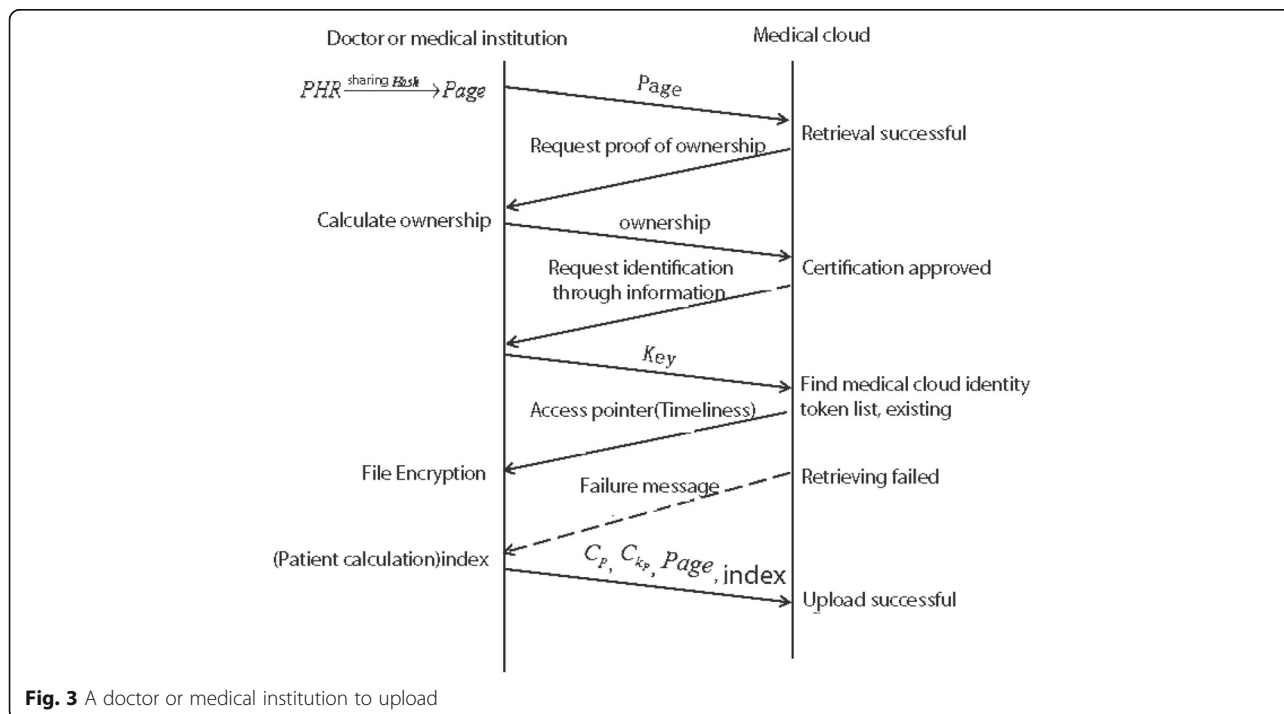 Doctor or medical institution
Medical cloud
PHR sharing Hash → Page
Page
Retrieval successful
Request proof of ownership
Calculate ownership
ownership
Certification approved
Request identification
through information
Key
Find medical cloud identity
token list, existing
Access pointer(Timeliness)
File Encryption
Failure message
Retrieving failed
(Patient calculation)index
C_P, C_{k_P}, Page, index
Upload successful
Fig. 3 A doctor or medical institution to upload